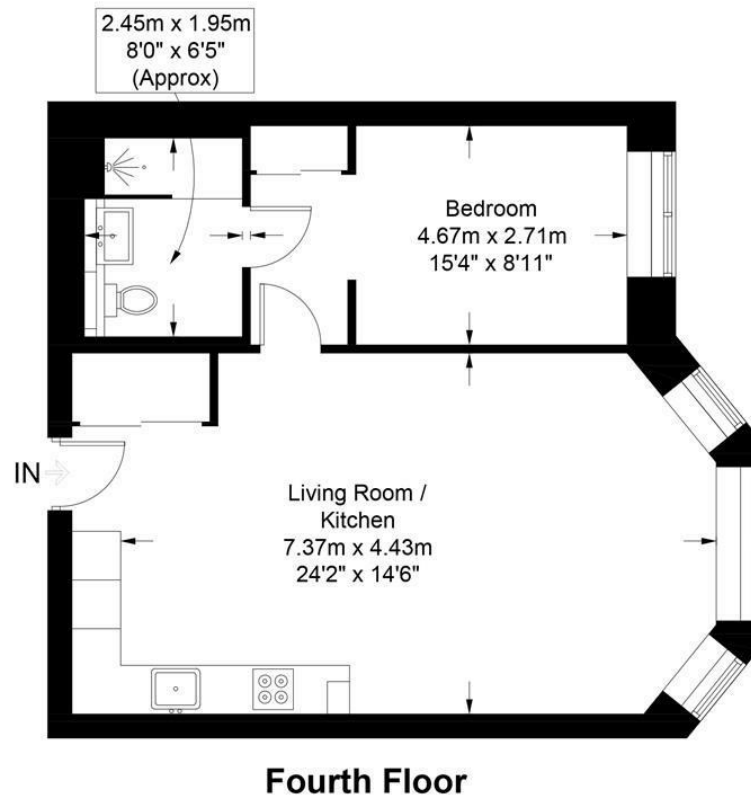 2.45m x 1.95m
8'0" x 6'5"
(Approx)
Bedroom
4.67m x 2.71m
15'4" x 8'11"
IN
Living Room /
Kitchen
7.37m x 4.43m
24'2" x 14'6"
Fourth Floor